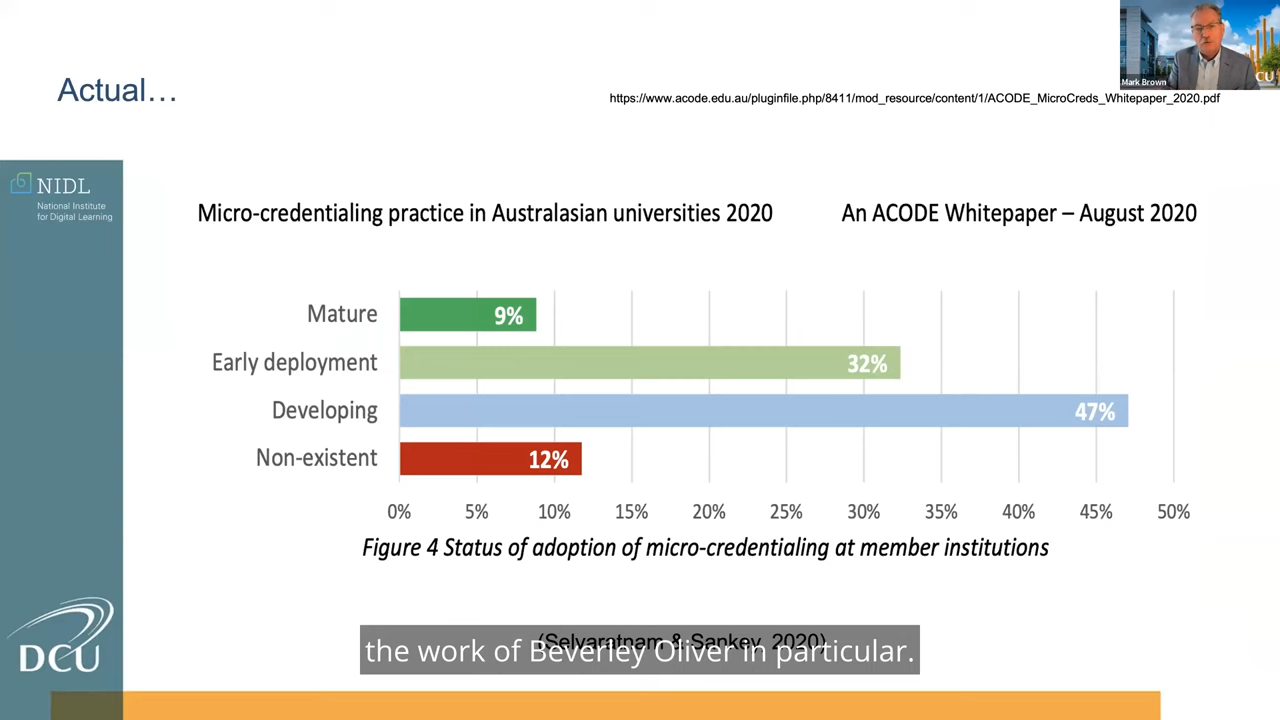 Mark Brown
CU
Actual…
https://www.acode.edu.au/pluginfile.php/8411/mod_resource/content/1/ACODE_MicroCreds_Whitepaper_2020.pdf
NIDL
National Institute
for Digital Learning
Micro-credentialing practice in Australasian universities 2020
An ACODE Whitepaper – August 2020
Mature 9%
Early deployment 32%
Developing 47%
Non-existent 12%
0% 5% 10% 15% 20% 25% 30% 35% 40% 45% 50%
Figure 4 Status of adoption of micro-credentialing at member institutions
(Selvaratnam & Sankey, 2020)
the work of Beverley Oliver in particular.
DCU